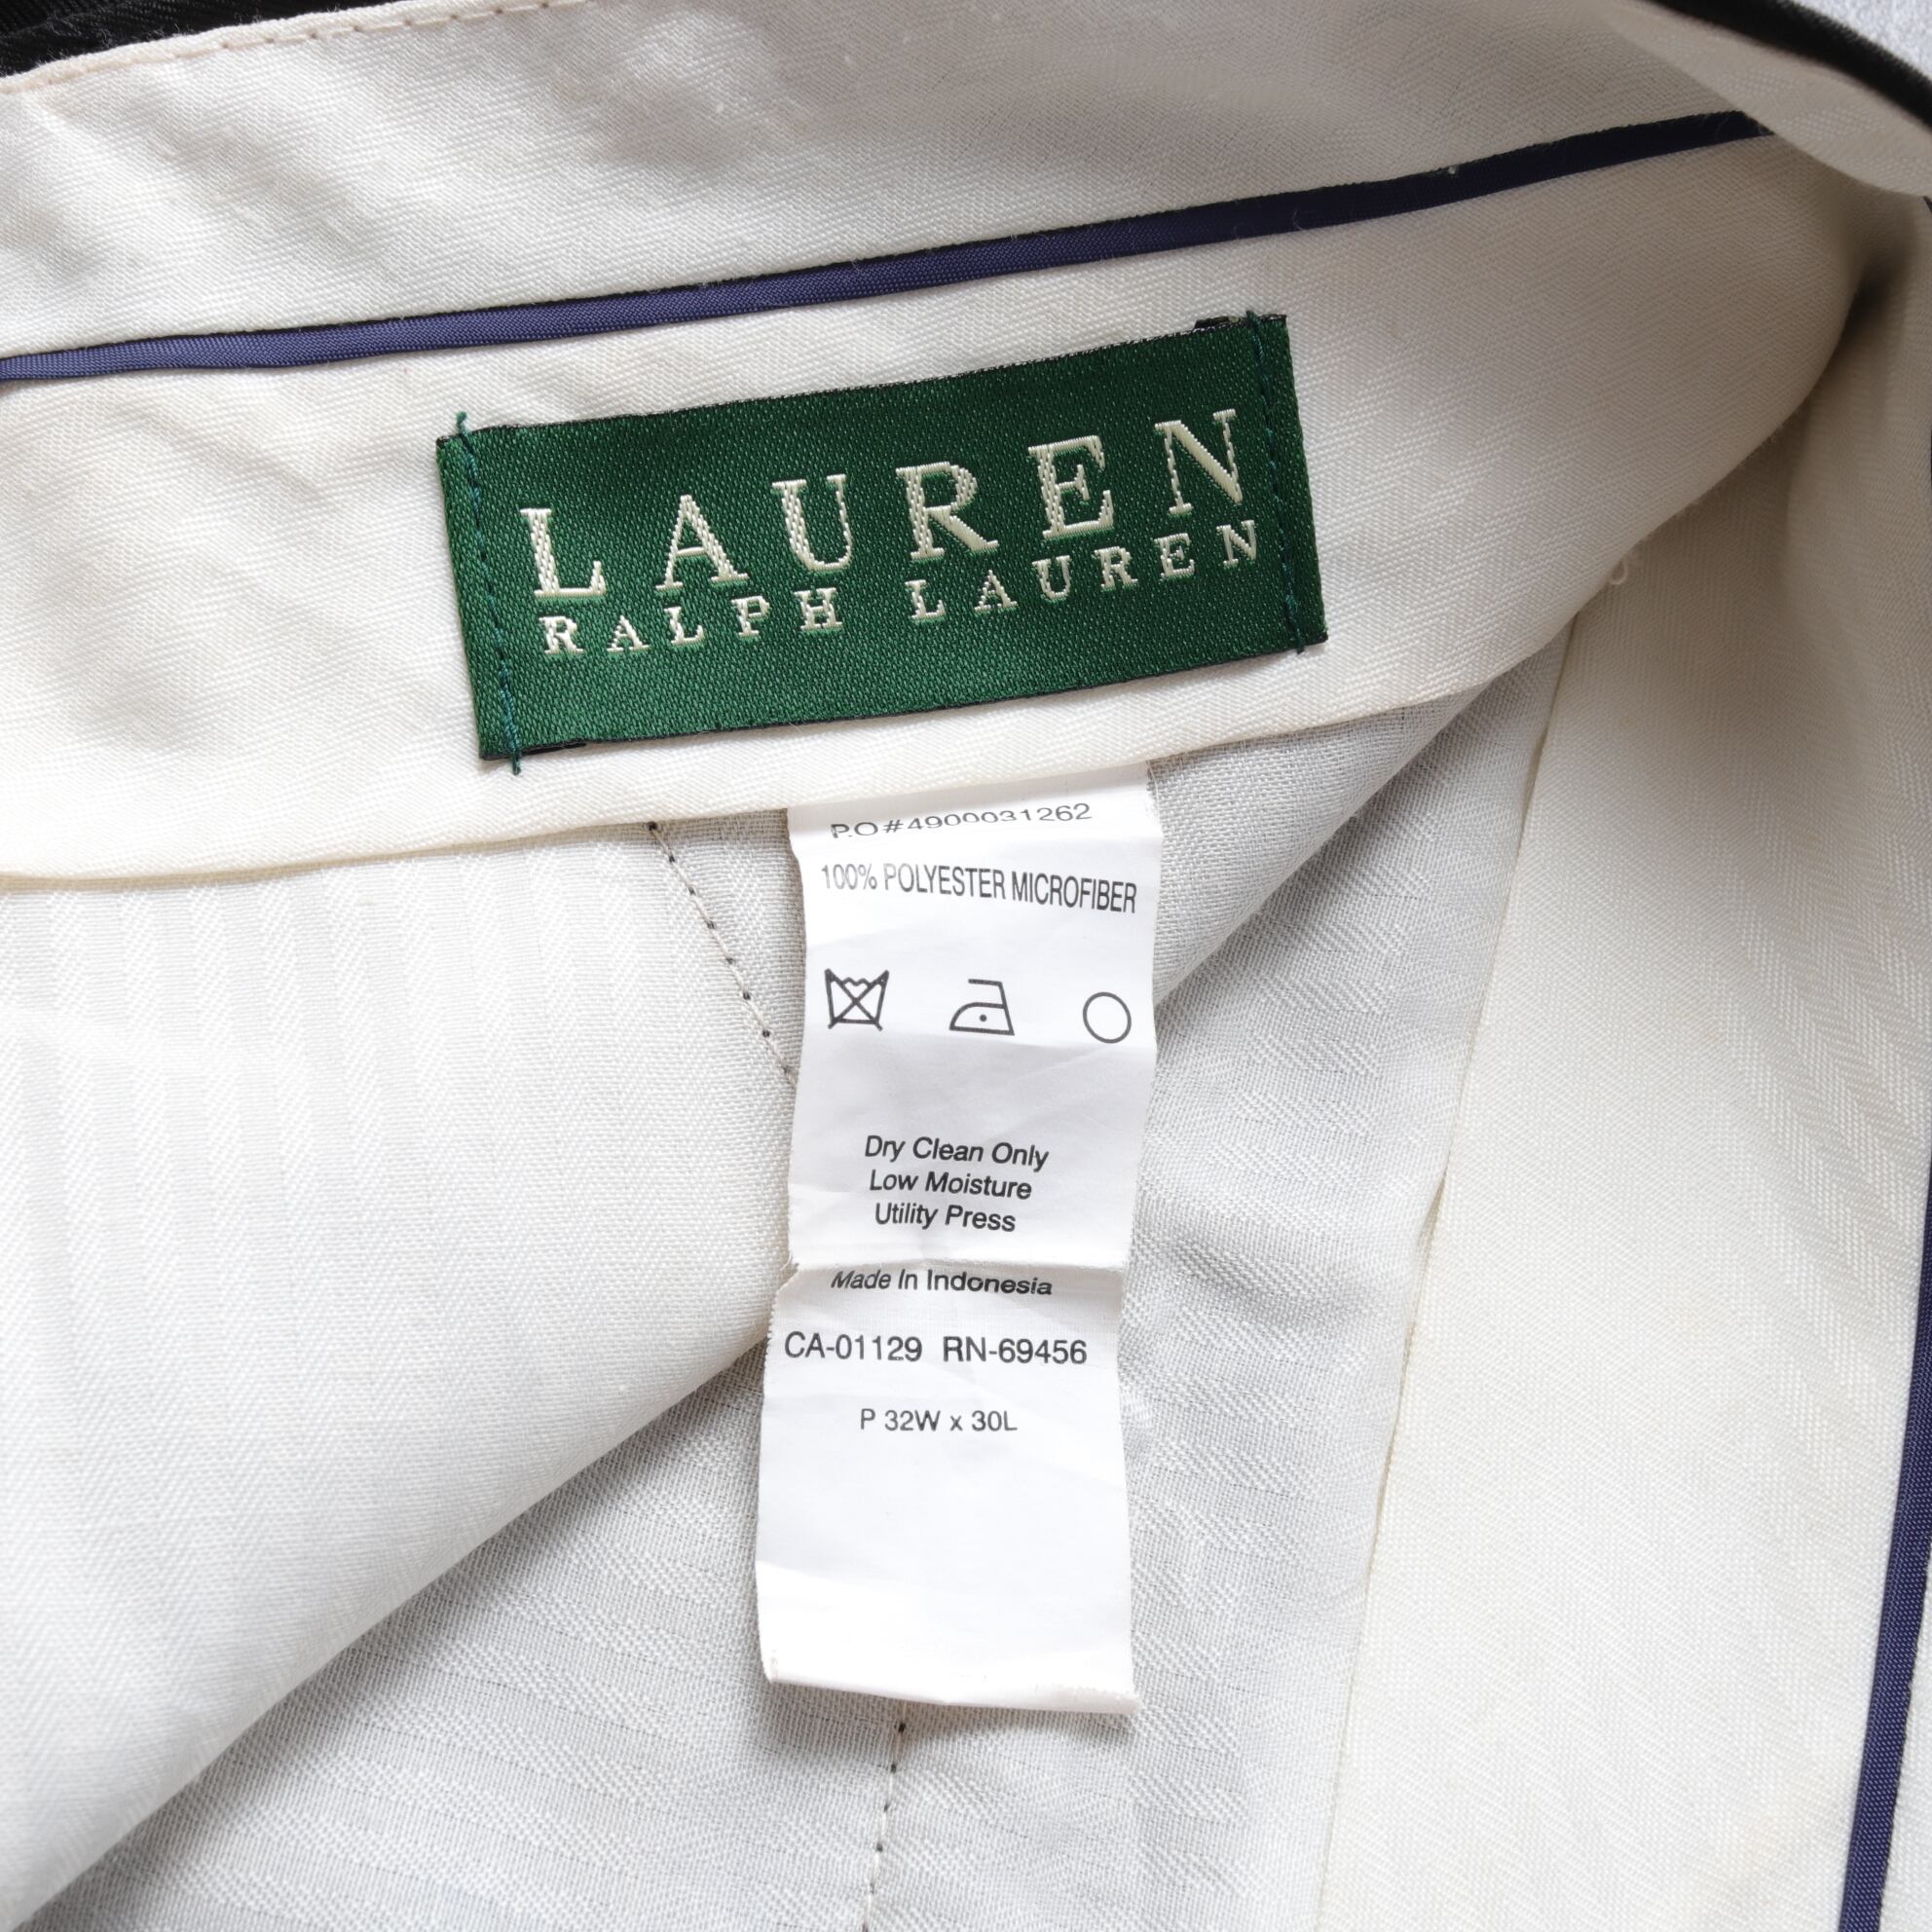 LAUREN
RALPH LAUREN
P.O#4900031262
100% POLYESTER MICROFIBER
Dry Clean Only
Low Moisture
Utility Press
Made In Indonesia
CA-01129 RN-69456
P 32W x 30L